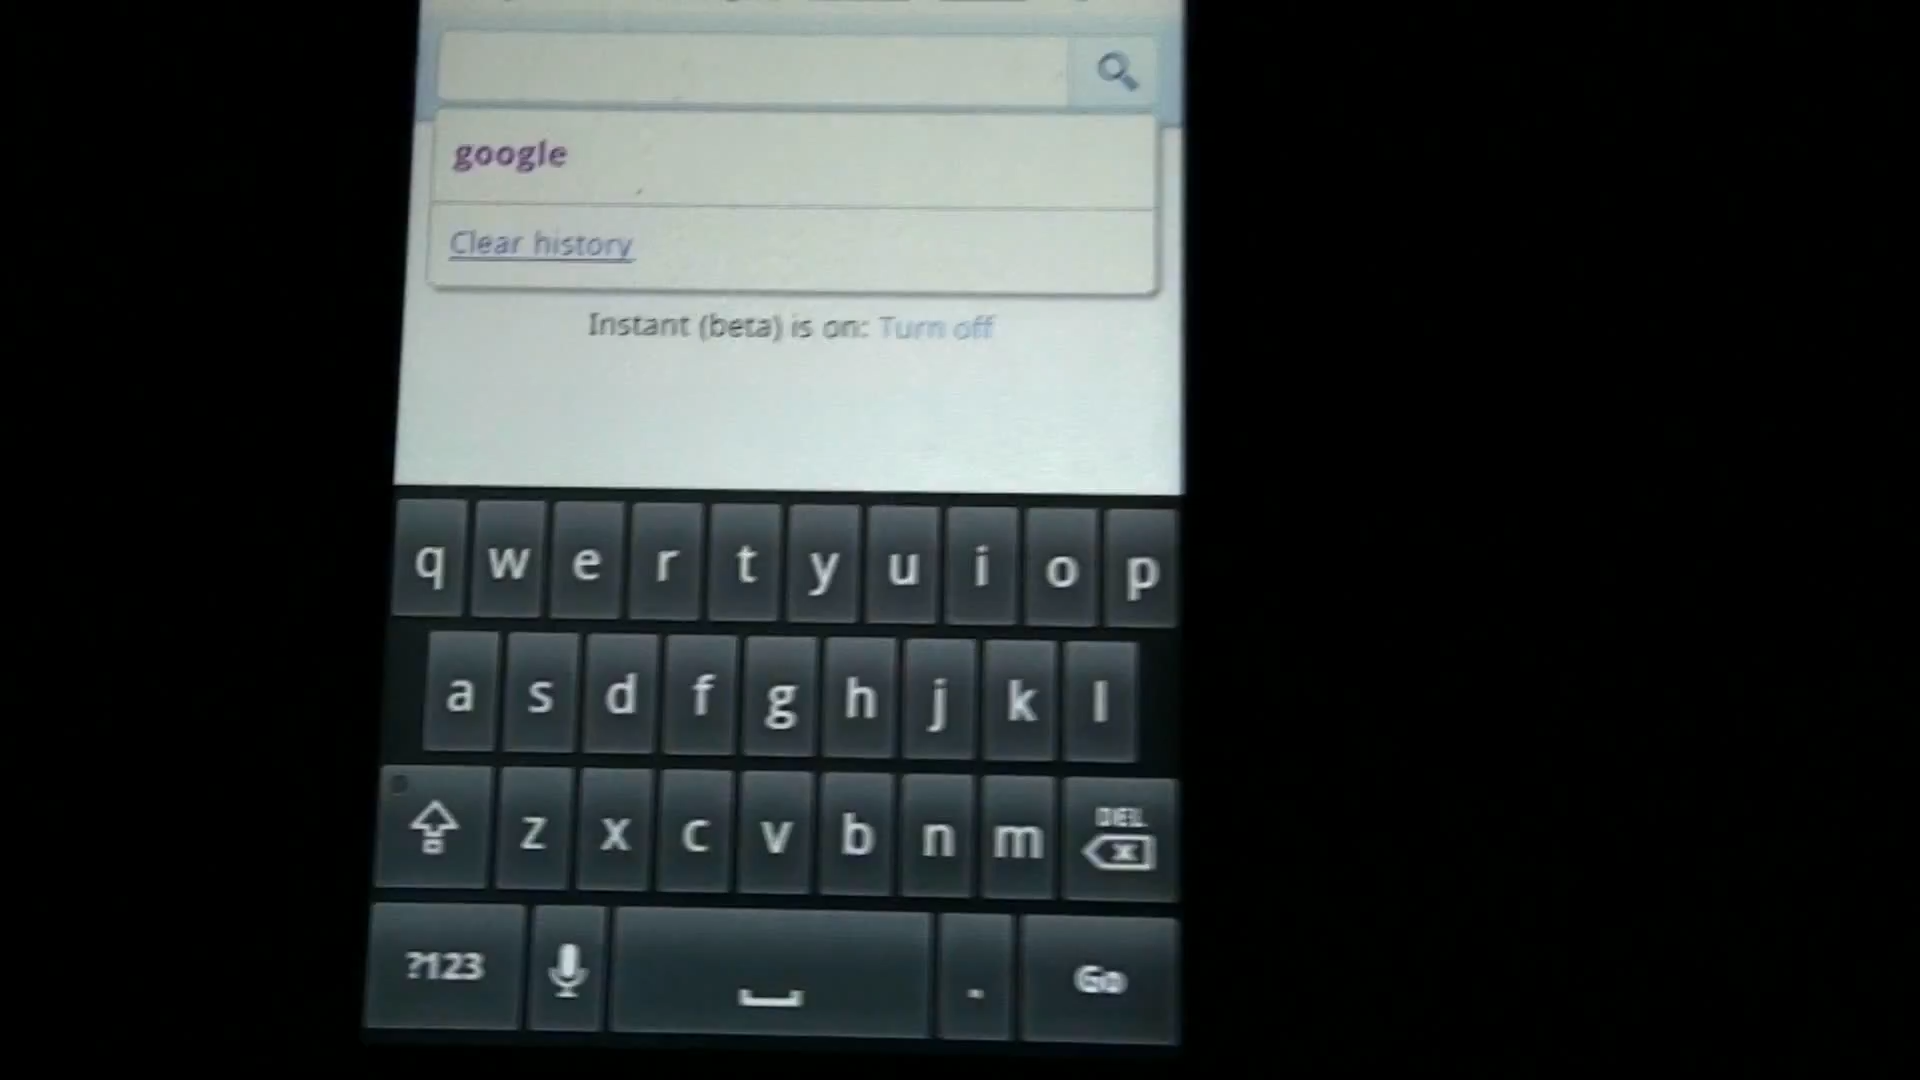 google
Clear history
Instant (beta) is on: Turn off
q w e r t y u i o p
a s d f g h j k l
z x c v b n m DEL
?123 . Go